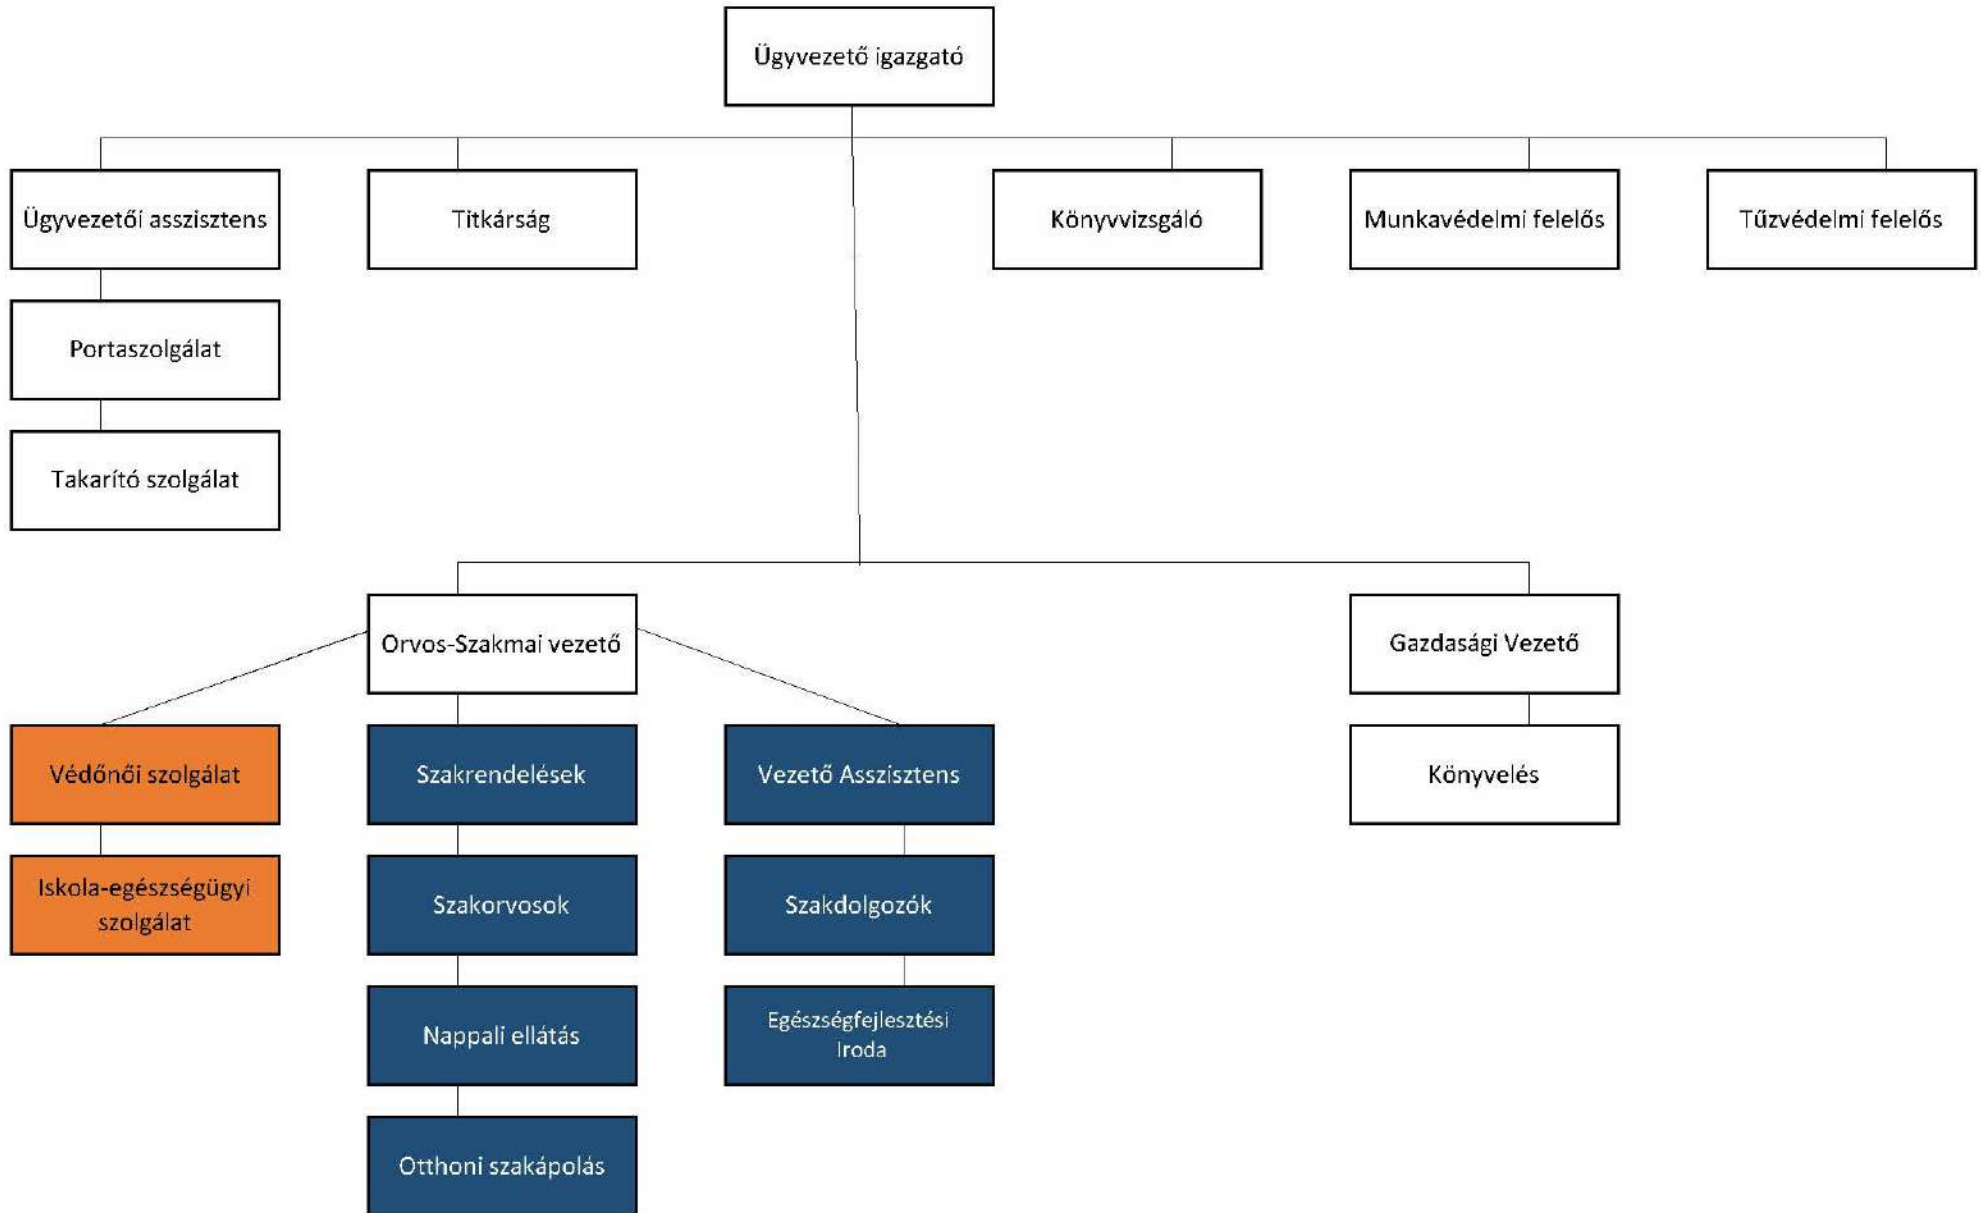 Ügyvezető igazgató
Ügyvezetői asszisztens
Titkárság
Könyvvizsgáló
Munkavédelmi felelős
Tűzvédelmi felelős
Portaszolgálat
Takarító szolgálat
Orvos-Szakmai vezető
Gazdasági Vezető
Védőnői szolgálat
Szakrendelések
Vezető Asszisztens
Könyvelés
Iskola-egészségügyi
szolgálat
Szakorvosok
Szakdolgozók
Nappali ellátás
Egészségfejlesztési
Iroda
Otthoni szakápolás